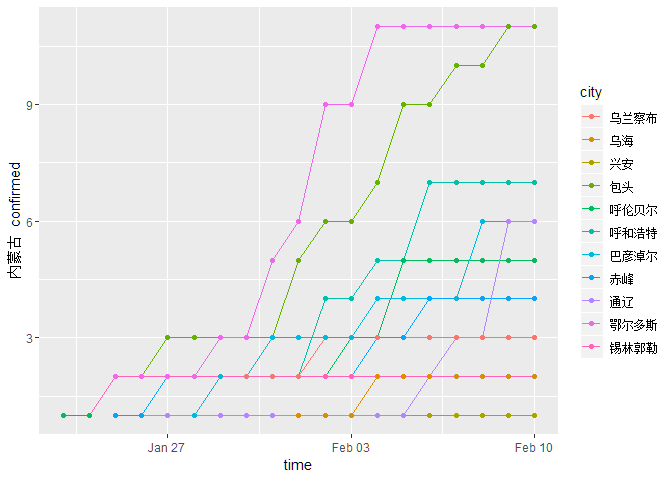 内蒙古 confirmed
9
6
3
Jan 27
Feb 03
Feb 10
time
city
乌兰察布
乌海
兴安
包头
呼伦贝尔
呼和浩特
巴彦淖尔
赤峰
通辽
鄂尔多斯
锡林郭勒